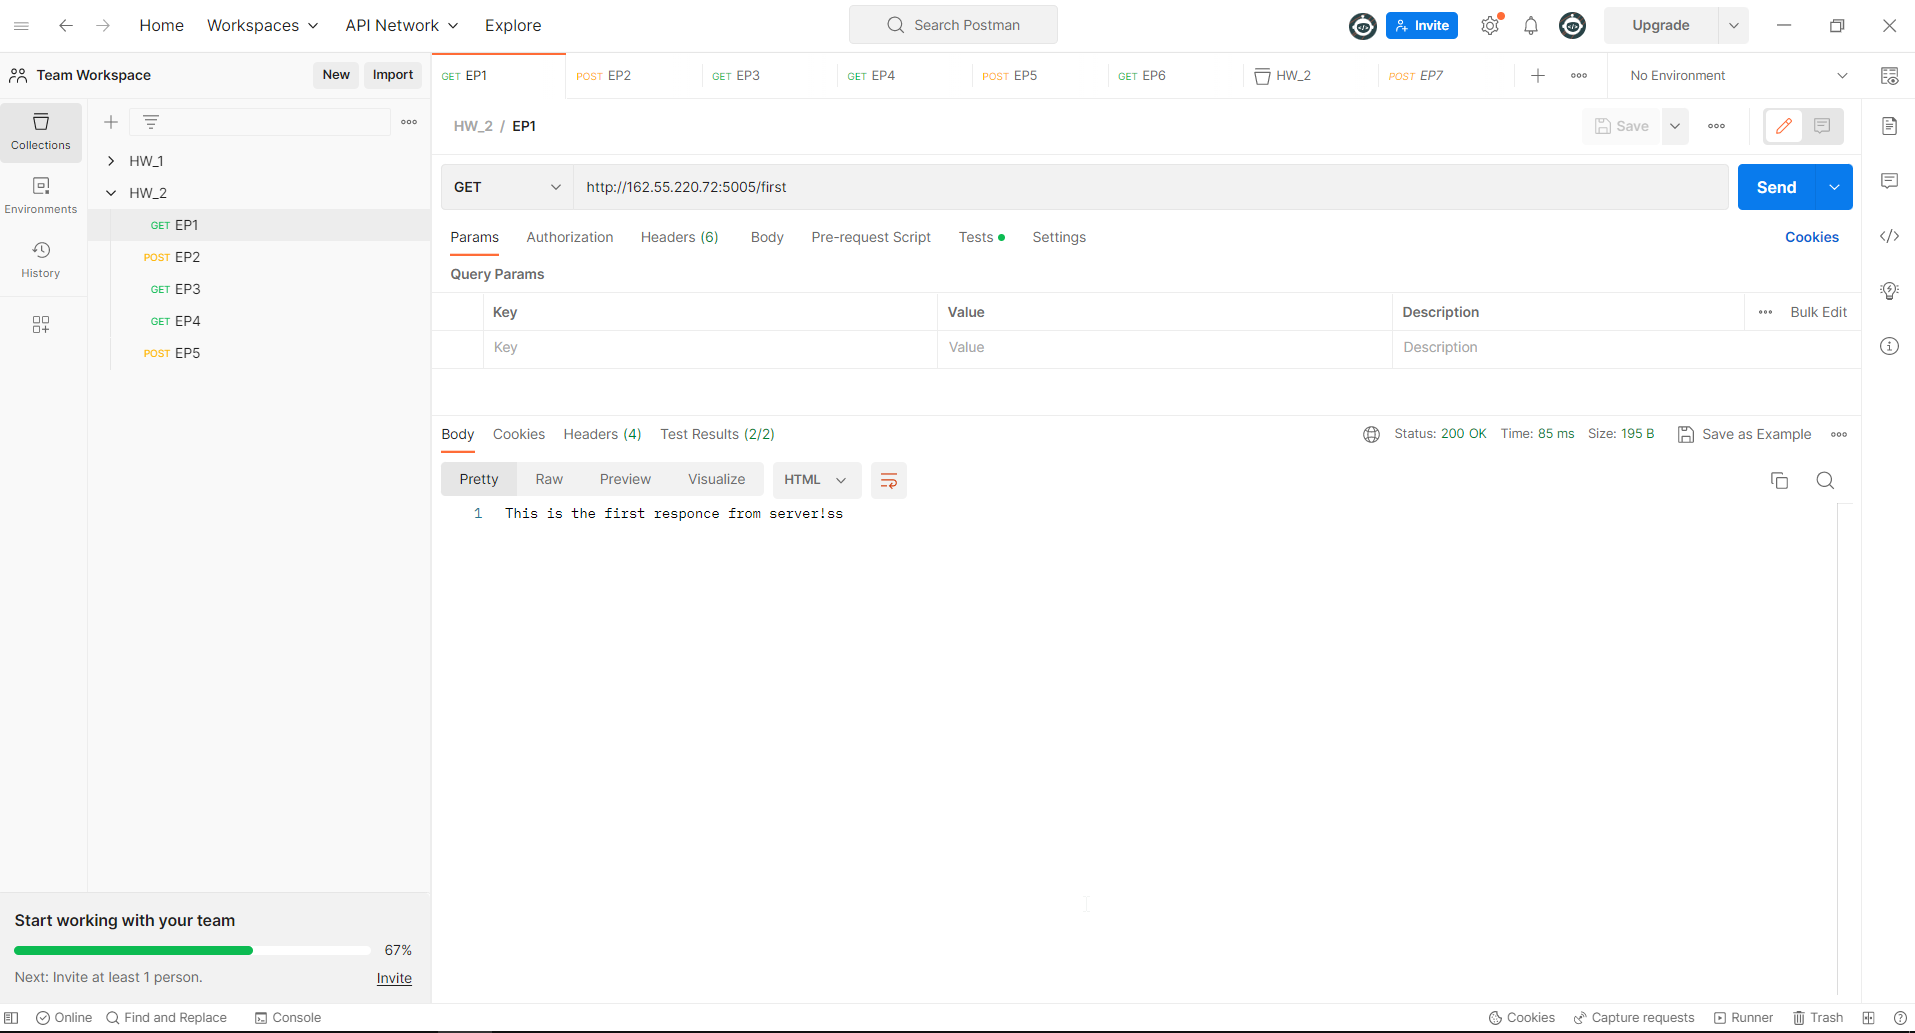 Home Workspaces API Network Explore Search Postman Invite Upgrade
Team Workspace New Import GET EP1 POST EP2 GET EP3 GET EP4 POST EP5 GET EP6 HW_2 POST EP7 No Environment
Collections
Environments
History
HW_1
HW_2
GET EP1
POST EP2
GET EP3
GET EP4
POST EP5
HW_2 / EP1 Save
GET http://162.55.220.72:5005/first Send
Params Authorization Headers (6) Body Pre-request Script Tests Settings Cookies
Query Params
Key Value Description Bulk Edit
Key Value Description
Body Cookies Headers (4) Test Results (2/2) Status: 200 OK Time: 85 ms Size: 195 B Save as Example
Pretty Raw Preview Visualize HTML
1 This is the first responce from server!ss
Start working with your team
67%
Next: Invite at least 1 person. Invite
Online Find and Replace Console Cookies Capture requests Runner Trash